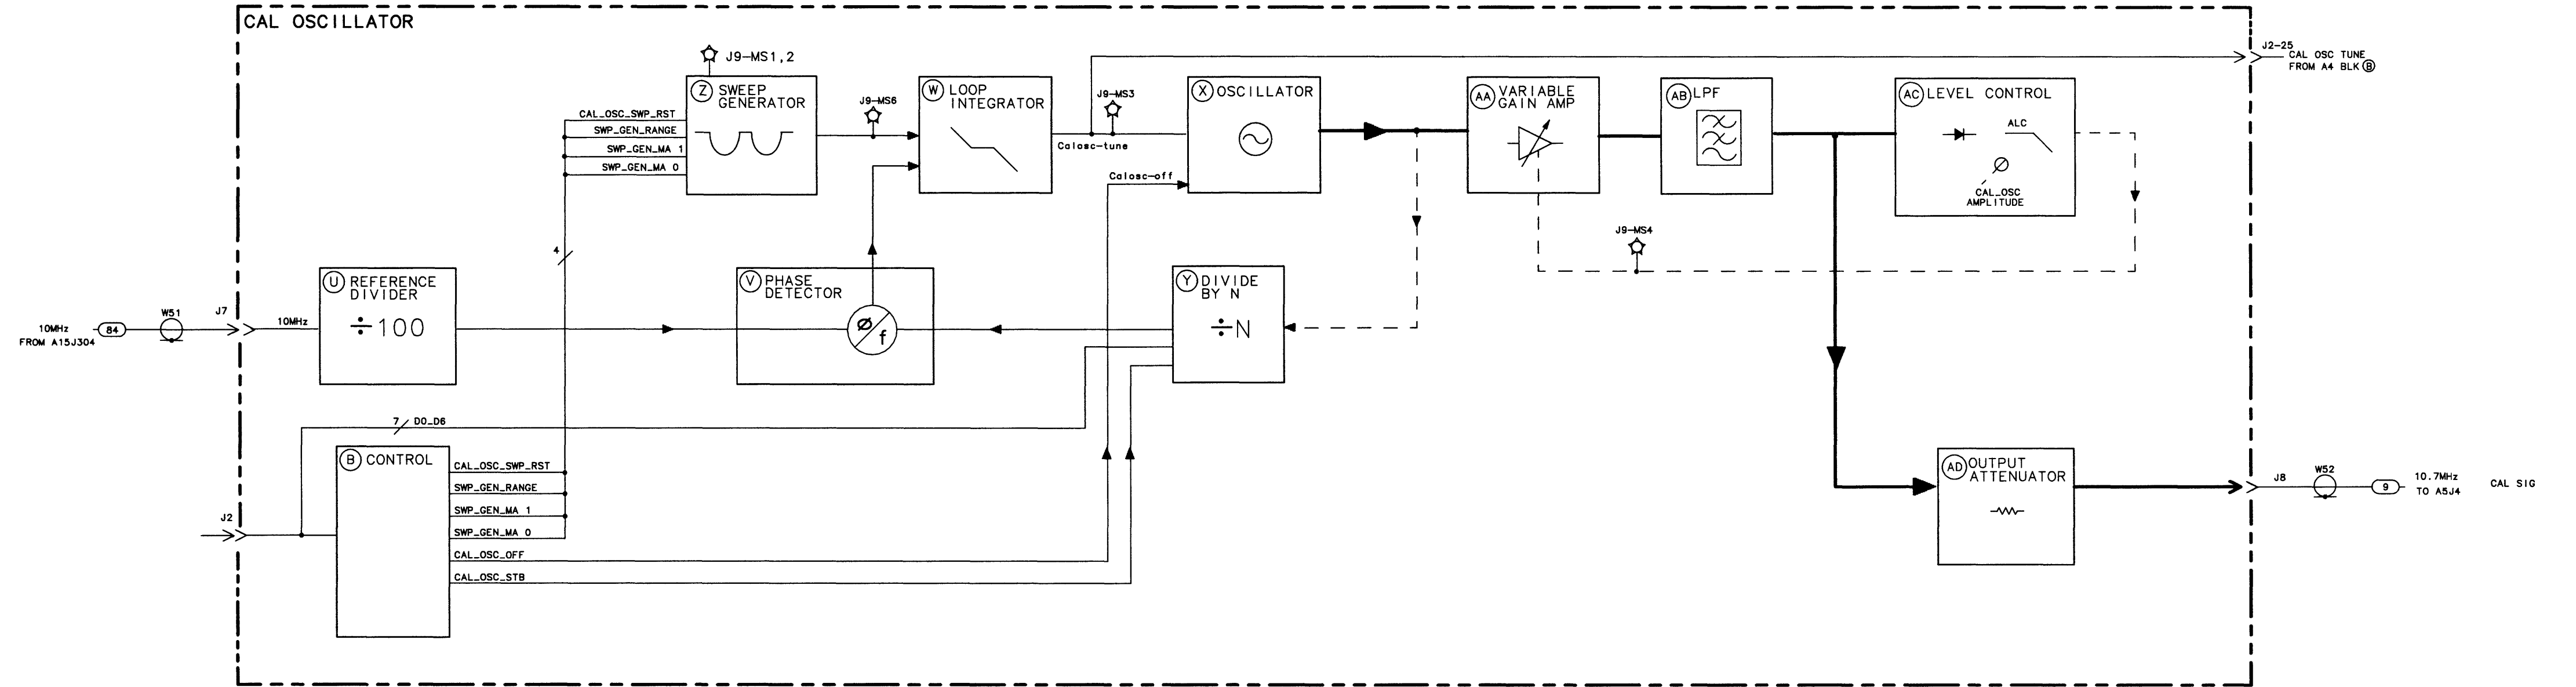 CAL OSCILLATOR
J9-MS1,2
Z SWEEP
GENERATOR
CAL_OSC_SWP_RST
SWP_GEN_RANGE
SWP_GEN_MA 1
SWP_GEN_MA 0
J9-MS6
W LOOP
INTEGRATOR
J9-MS3
Calosc-tune
Calosc-off
X OSCILLATOR
AA VARIABLE
GAIN AMP
AB LPF
AC LEVEL CONTROL
ALC
CAL_OSC
AMPLITUDE
J2-25
CAL OSC TUNE
FROM A4 BLK B
J9-MS4
4
10MHz
FROM A15J304
84
W51
J7
10MHz
U REFERENCE
DIVIDER
÷100
V PHASE
DETECTOR
ø/f
Y DIVIDE
BY N
÷N
7 D0_D6
J2
B CONTROL
CAL_OSC_SWP_RST
SWP_GEN_RANGE
SWP_GEN_MA 1
SWP_GEN_MA 0
CAL_OSC_OFF
CAL_OSC_STB
AD OUTPUT
ATTENUATOR
J8
W52
9
10.7MHz
TO A5J4
CAL SIG